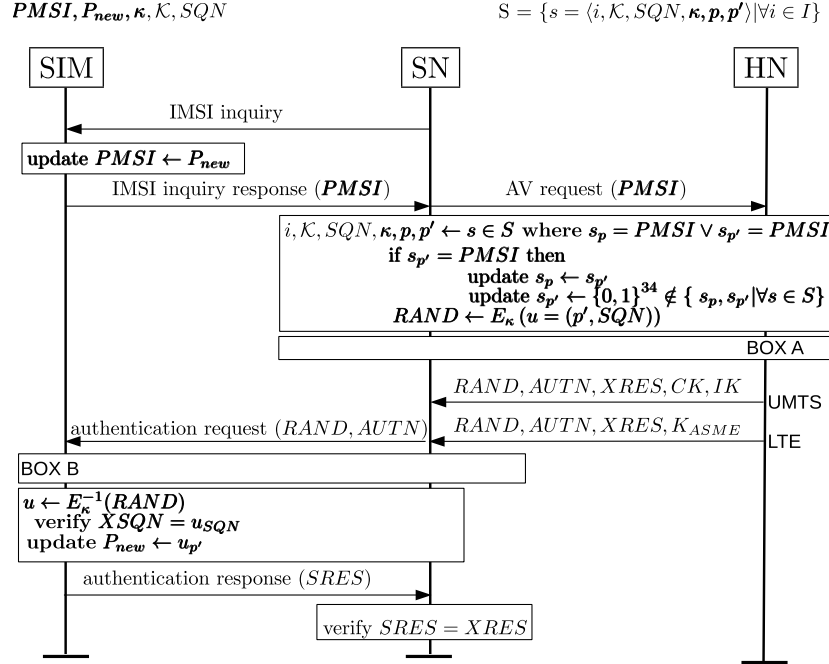 PMSI, P_new, κ, 𝒦, SQN
S = {s = ⟨i, 𝒦, SQN, κ, p, p′⟩|∀i ∈ I}
SIM
SN
HN
IMSI inquiry
update PMSI ← P_new
IMSI inquiry response (PMSI)
AV request (PMSI)
i, 𝒦, SQN, κ, p, p′ ← s ∈ S where s_p = PMSI ∨ s_p′ = PMSI
if s_p′ = PMSI then
update s_p ← s_p′
update s_p′ ← {0,1}^34 ∉ { s_p, s_p′|∀s ∈ S}
RAND ← E_κ (u = (p′, SQN))
BOX A
RAND, AUTN, XRES, CK, IK
UMTS
authentication request (RAND, AUTN)
RAND, AUTN, XRES, K_ASME
LTE
BOX B
u ← E_κ^−1(RAND)
verify XSQN = u_SQN
update P_new ← u_p′
authentication response (SRES)
verify SRES = XRES